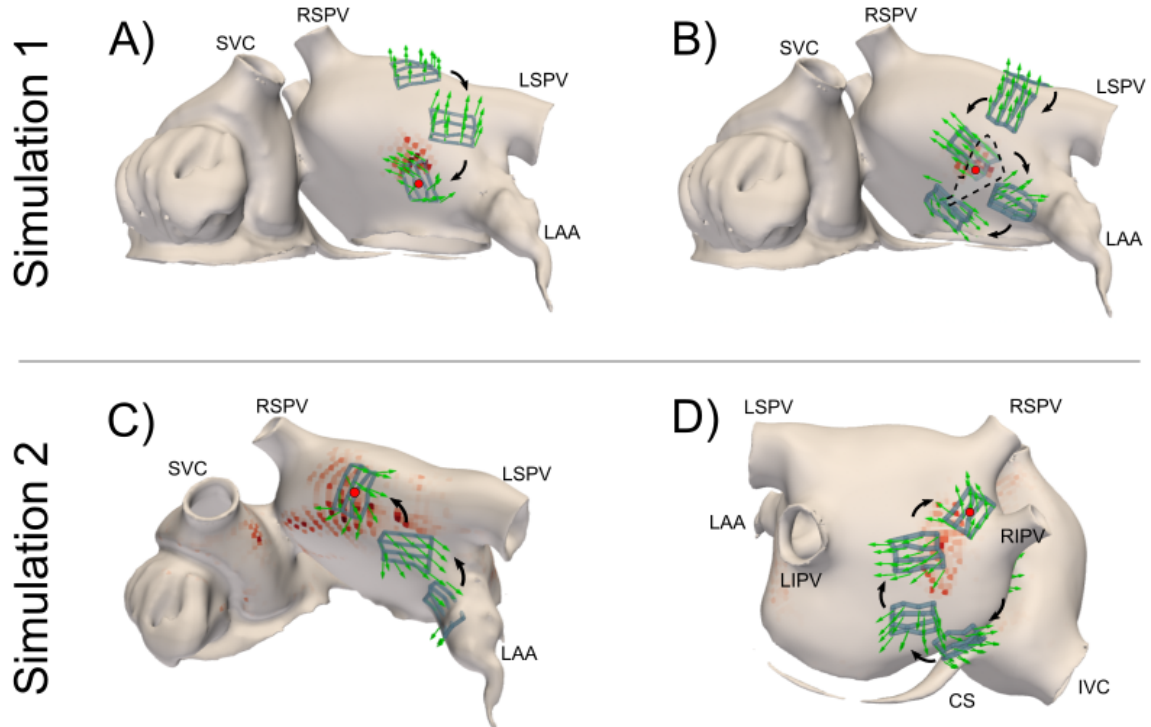 Simulation 1
A)
RSPV
SVC
LSPV
LAA
B)
RSPV
SVC
LSPV
LAA
Simulation 2
C)
RSPV
SVC
LSPV
LAA
D)
LSPV
RSPV
LAA
LIPV
RIPV
CS
IVC